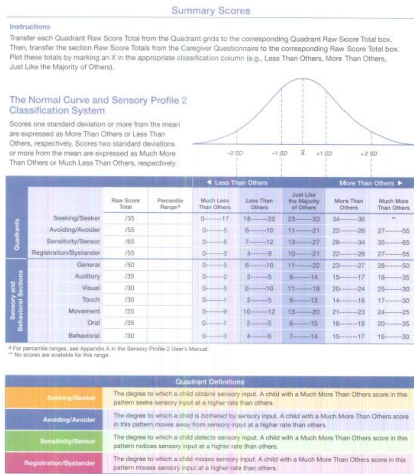 Summary Scores
Instructions
Transfer each Quadrant Raw Score Total from the Quadrant grids to the corresponding Quadrant Raw Score Total box.
Then, transfer the section Raw Score Totals from the Caregiver Questionnaire to the corresponding Raw Score Total box.
Plot these totals by marking an X in the appropriate classification column (e.g., Less Than Others, More Than Others,
Just Like the Majority of Others).
The Normal Curve and Sensory Profile 2
Classification System
Scores one standard deviation or more from the mean
are expressed as More Than Others or Less Than
Others, respectively. Scores two standard deviations
or more from the mean are expressed as Much More
Than Others or Much Less Than Others, respectively.
-2 SD -1 SD X +1 SD +2 SD
◄ Less Than Others More Than Others ►
Raw Score Total Percentile Range a Much Less Than Others Less Than Others Just Like the Majority of Others More Than Others Much More Than Others
Quadrants
Seeking/Seeker /35 0------17 18------22 23------33 34------35 **
Avoiding/Avoider /55 0------5 6------10 11------21 22------26 27------55
Sensitivity/Sensor /65 0------6 7------12 13------27 28------34 35------65
Registration/Bystander /55 0------3 4------9 10------21 22------26 27------55
Sensory and Behavioral Sections
General /50 0------5 6------10 11------22 23------27 28------50
Auditory /35 0------2 3------5 6------14 15------17 18------35
Visual /30 0------5 6------10 11------19 20------24 25------30
Touch /30 0------1 2------5 6------13 14------16 17------30
Movement /25 0------9 10------12 13------20 21------23 24------25
Oral /35 0------1 2------5 6------15 16------19 20------35
Behavioral /30 0------3 4------6 7------14 15------17 18------30
a For percentile ranges, see Appendix A in the Sensory Profile 2 User's Manual.
** No scores are available for this range.
Quadrant Definitions
Seeking/Seeker The degree to which a child obtains sensory input. A child with a Much More Than Others score in this
pattern seeks sensory input at a higher rate than others.
Avoiding/Avoider The degree to which a child is bothered by sensory input. A child with a Much More Than Others score
in this pattern moves away from sensory input at a higher rate than others.
Sensitivity/Sensor The degree to which a child detects sensory input. A child with a Much More Than Others score in this
pattern notices sensory input at a higher rate than others.
Registration/Bystander The degree to which a child misses sensory input. A child with a Much More Than Others score in this
pattern misses sensory input at a higher rate than others.